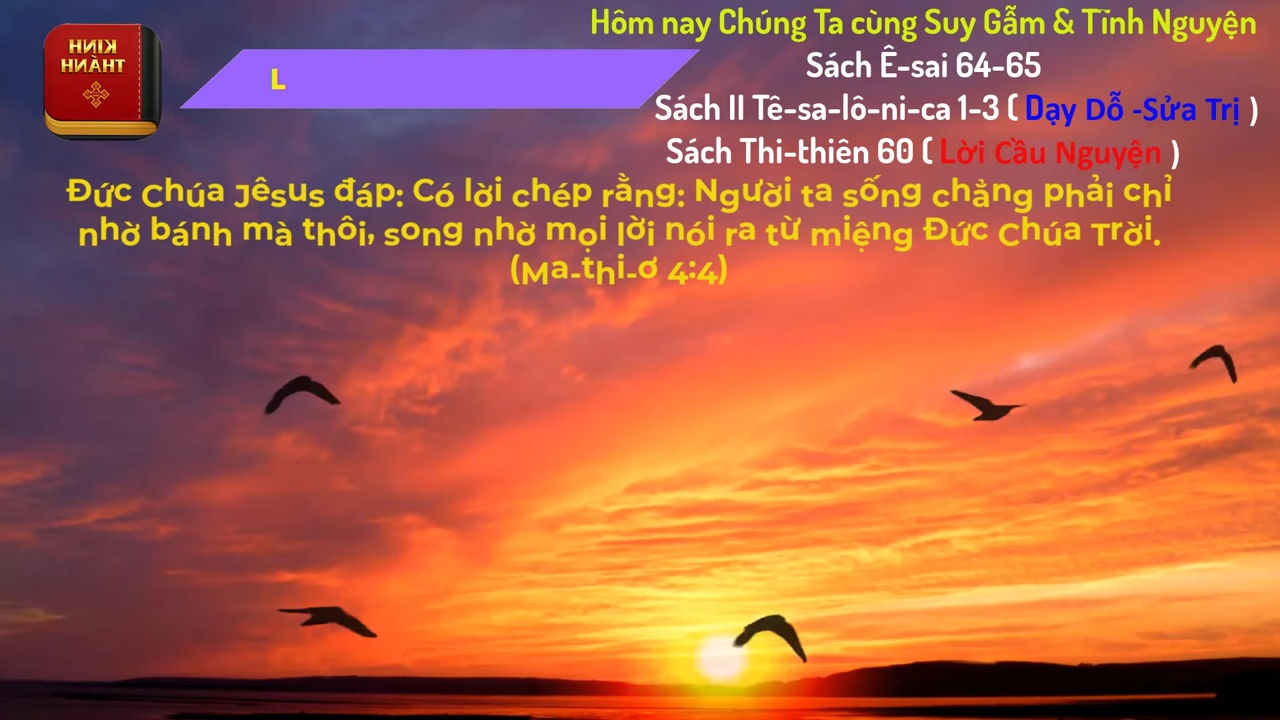 KINH
THÁNH
L
Hôm nay Chúng Ta cùng Suy Gẫm & Tĩnh Nguyện
Sách Ê-sai 64-65
Sách II Tê-sa-lô-ni-ca 1-3 ( Dạy Dỗ -Sửa Trị )
Sách Thi-thiên 60 ( Lời Cầu Nguyện )
Đức Chúa Jêsus đáp: Có lời chép rằng: Người ta sống chẳng phải chỉ
nhờ bánh mà thôi, song nhờ mọi lời nói ra từ miệng Đức Chúa Trời.
(Ma-thi-ơ 4:4)